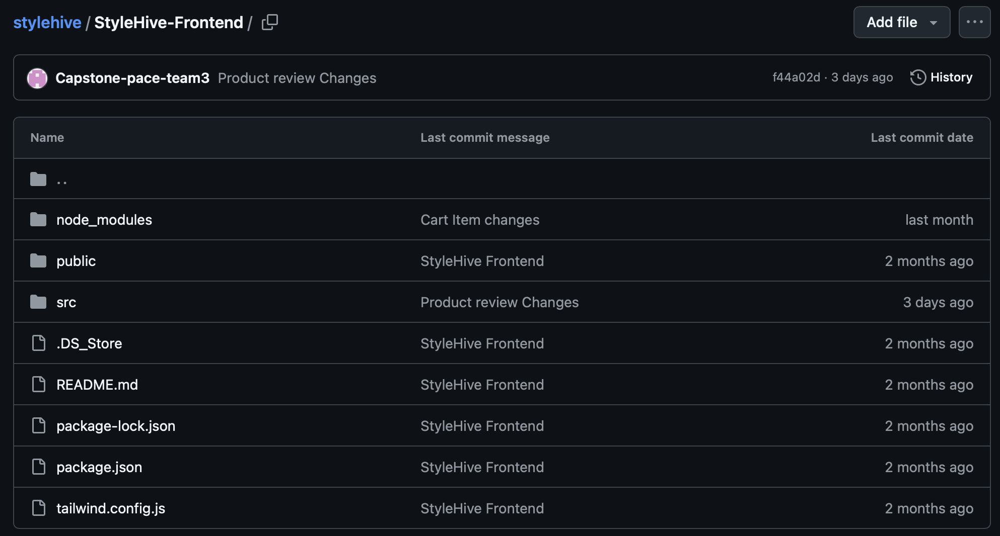 stylehive / StyleHive-Frontend /
Add file
Capstone-pace-team3 Product review Changes f44a02d · 3 days ago History
Name Last commit message Last commit date
..
node_modules Cart Item changes last month
public StyleHive Frontend 2 months ago
src Product review Changes 3 days ago
.DS_Store StyleHive Frontend 2 months ago
README.md StyleHive Frontend 2 months ago
package-lock.json StyleHive Frontend 2 months ago
package.json StyleHive Frontend 2 months ago
tailwind.config.js StyleHive Frontend 2 months ago